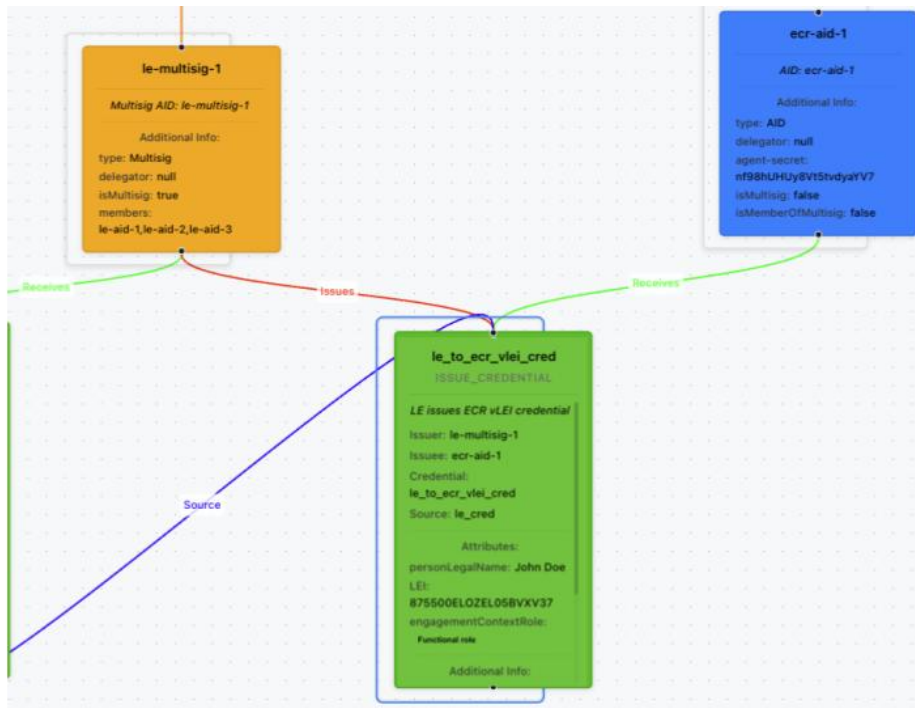 le-multisig-1
Multisig AID: le-multisig-1
Additional Info:
type: Multisig
delegator: null
isMultisig: true
members:
le-aid-1,le-aid-2,le-aid-3
ecr-aid-1
AID: ecr-aid-1
Additional Info:
type: AID
delegator: null
agent-secret:
nf98hUHUy8Vt5tvdyaYV7
isMultisig: false
isMemberOfMultisig: false
Receives
Issues
Receives
Source
le_to_ecr_vlei_cred
ISSUE_CREDENTIAL
LE issues ECR vLEI credential
Issuer: le-multisig-1
Issuee: ecr-aid-1
Credential:
le_to_ecr_vlei_cred
Source: le_cred
Attributes:
personLegalName: John Doe
LEI:
875500ELOZEL05BVXV37
engagementContextRole:
Functional role
Additional Info: